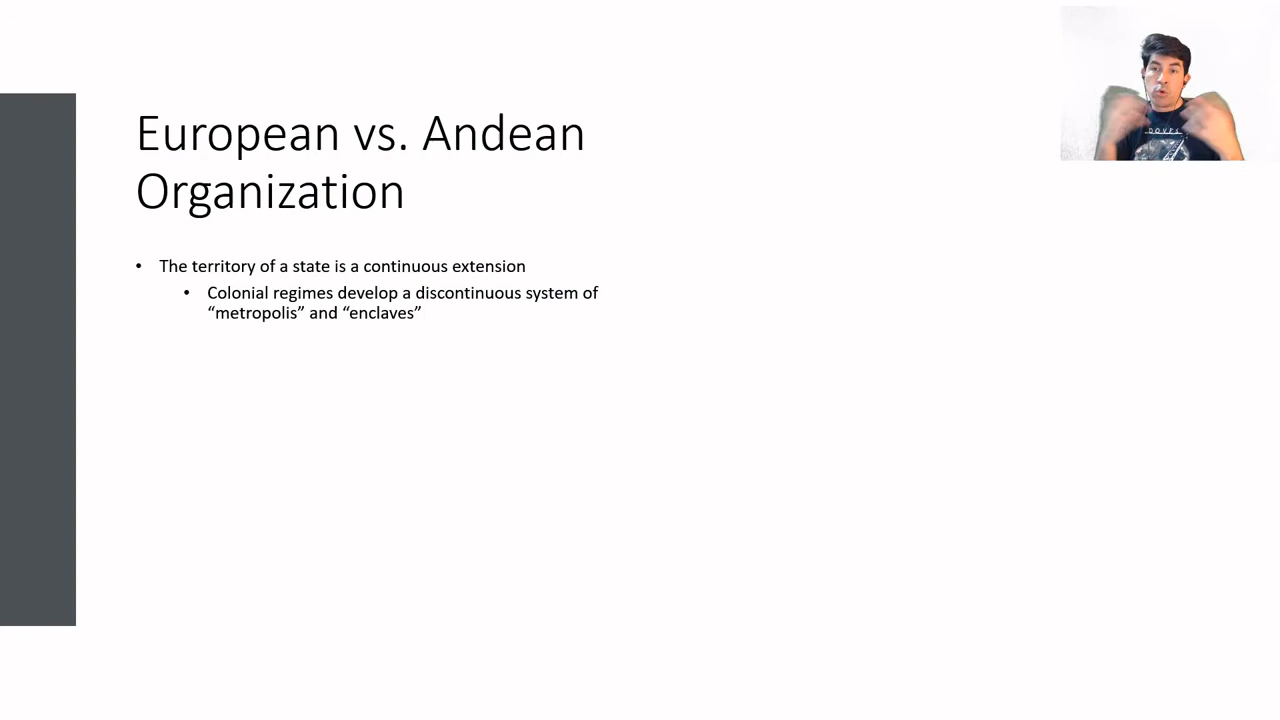 European vs. Andean
Organization
• The territory of a state is a continuous extension
• Colonial regimes develop a discontinuous system of
“metropolis” and “enclaves”
DOVES